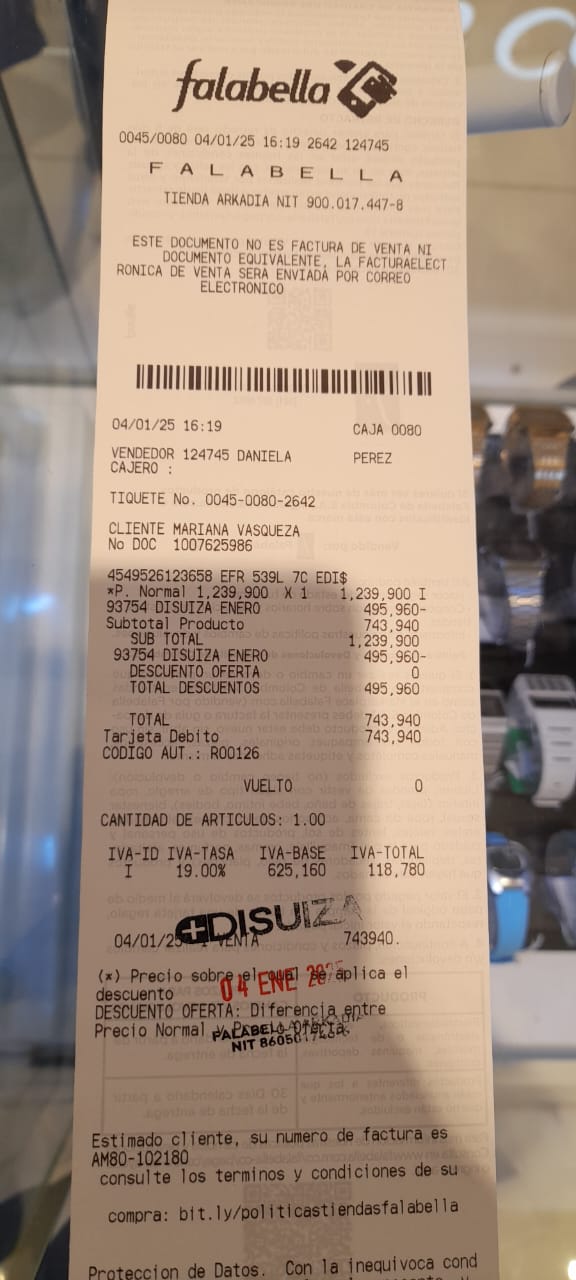 falabella
0045/0080 04/01/25 16:19 2642 124745
F A L A B E L L A
TIENDA ARKADIA NIT 900.017.447-8
ESTE DOCUMENTO NO ES FACTURA DE VENTA NI
DOCUMENTO EQUIVALENTE, LA FACTURAELECT
RONICA DE VENTA SERA ENVIADA POR CORREO
ELECTRONICO
04/01/25 16:19 CAJA 0080
VENDEDOR 124745 DANIELA PEREZ
CAJERO :
TIQUETE No. 0045-0080-2642
CLIENTE MARIANA VASQUEZA
No DOC 1007625986
4549526123658 EFR 539L 7C EDI$
*P. Normal 1,239,900 X 1 1,239,900 I
93754 DISUIZA ENERO 495,960-
Subtotal Producto 743,940
SUB TOTAL 1,239,900
93754 DISUIZA ENERO 495,960-
DESCUENTO OFERTA 0
TOTAL DESCUENTOS 495,960
TOTAL 743,940
Tarjeta Debito 743,940
CODIGO AUT.: R00126
VUELTO 0
CANTIDAD DE ARTICULOS: 1.00
IVA-ID IVA-TASA IVA-BASE IVA-TOTAL
I 19.00% 625,160 118,780
DISUIZA
04/01/25 1 VENTA 743940.
(*) Precio sobre el cual se aplica el
04 ENE 2025
descuento
DESCUENTO OFERTA: Diferencia entre
Precio Normal y Precio Oferta.
FALABELLA ARKADIA
NIT
Estimado cliente, su numero de factura es
AM80-102180
consulte los terminos y condiciones de su
compra: bit.ly/politicastiendasfalabella
Proteccion de Datos. Con la inequivoca cond